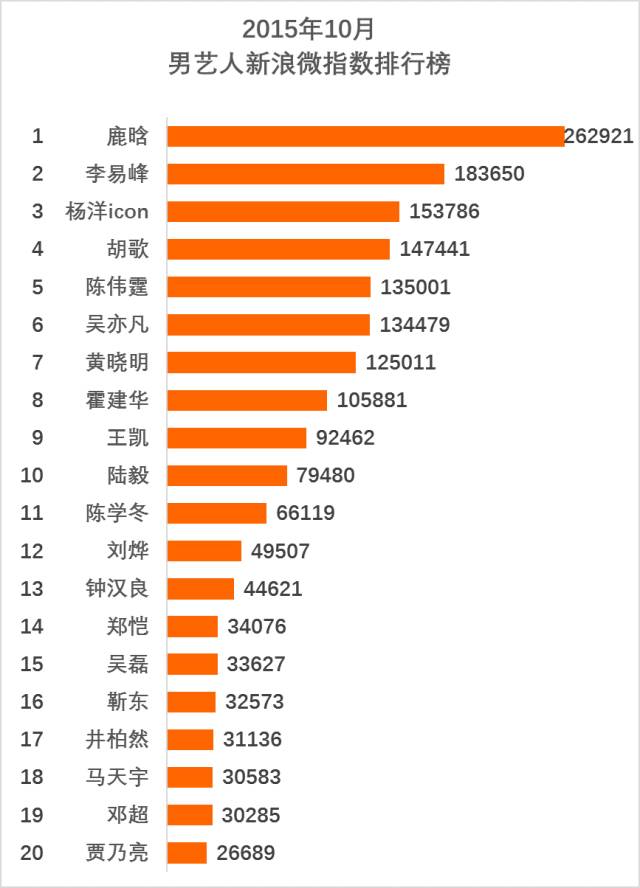 2015年10月
男艺人新浪微指数排行榜
1 鹿晗 262921
2 李易峰 183650
3 杨洋icon 153786
4 胡歌 147441
5 陈伟霆 135001
6 吴亦凡 134479
7 黄晓明 125011
8 霍建华 105881
9 王凯 92462
10 陆毅 79480
11 陈学冬 66119
12 刘烨 49507
13 钟汉良 44621
14 郑恺 34076
15 吴磊 33627
16 靳东 32573
17 井柏然 31136
18 马天宇 30583
19 邓超 30285
20 贾乃亮 26689